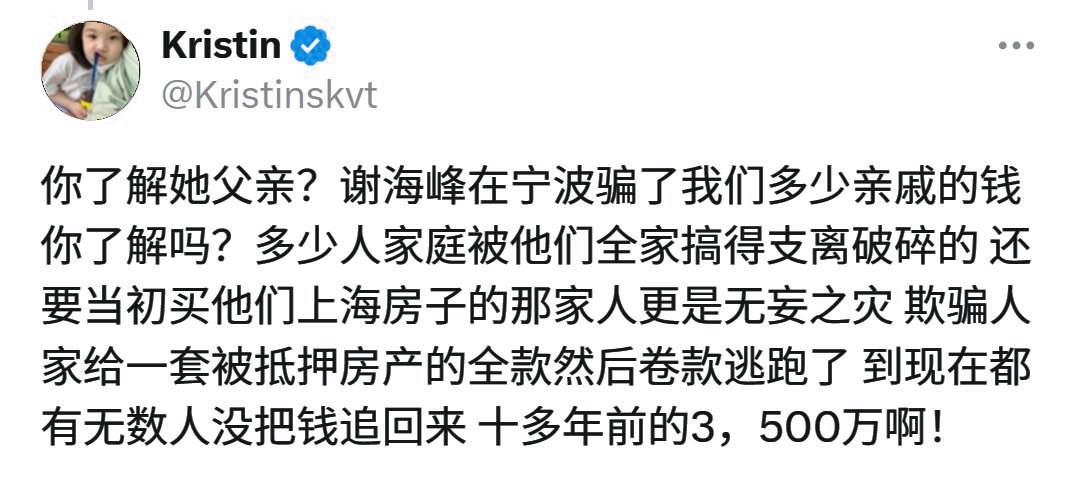 Kristin
@Kristinskvt
你了解她父亲？谢海峰在宁波骗了我们多少亲戚的钱
你了解吗？多少人家庭被他们全家搞得支离破碎的 还
要当初买他们上海房子的那家人更是无妄之灾 欺骗人
家给一套被抵押房产的全款然后卷款逃跑了 到现在都
有无数人没把钱追回来 十多年前的3，500万啊！